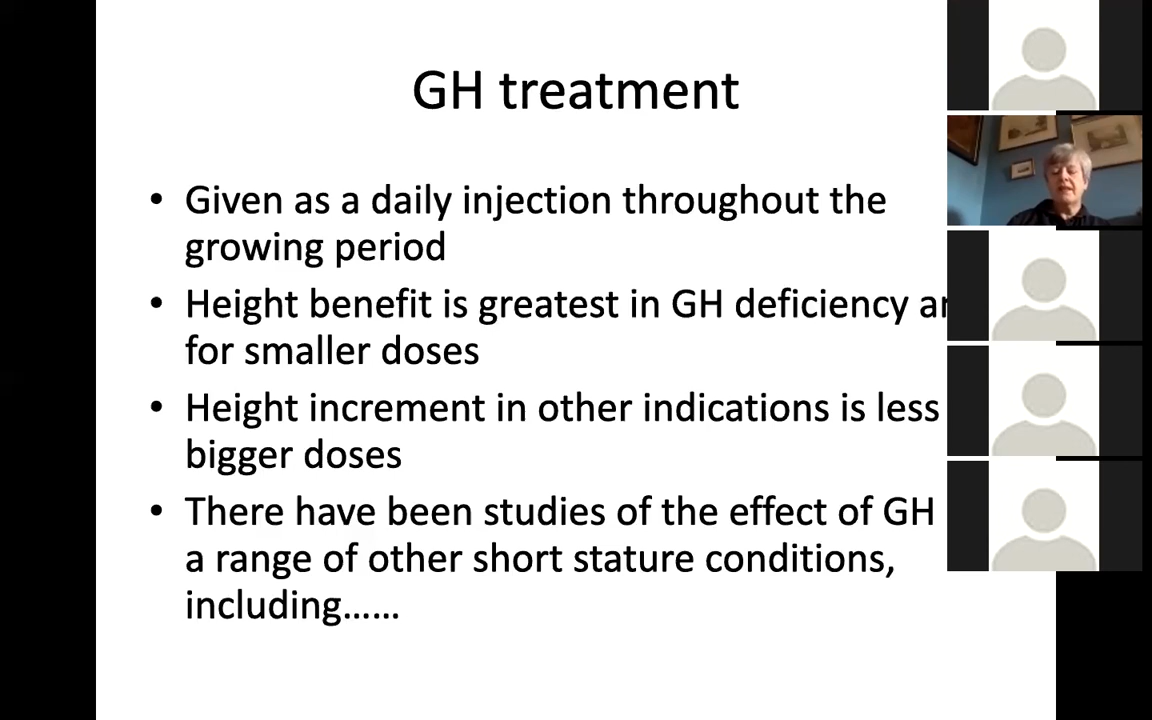 GH treatment
• Given as a daily injection throughout the
growing period
• Height benefit is greatest in GH deficiency
for smaller doses
• Height increment in other indications is less
bigger doses
• There have been studies of the effect of GH
a range of other short stature conditions,
including......